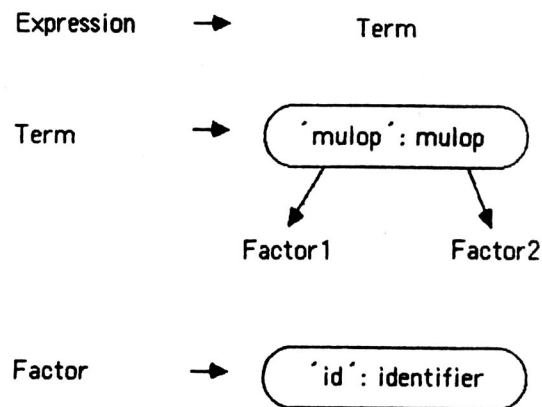 Expression → Term
Term → ´mulop´: mulop
Factor1 Factor2
Factor → ´id´: identifier